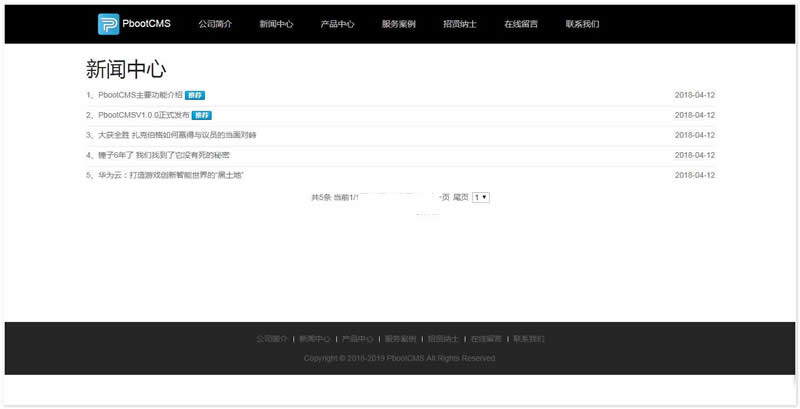 PbootCMS 公司简介 新闻中心 产品中心 服务案例 招贤纳士 在线留言 联系我们
新闻中心
1、PbootCMS主要功能介绍 推荐 2018-04-12
2、PbootCMSV1.0.0正式发布 推荐 2018-04-12
3、大获全胜 扎克伯格如何赢得与议员的当面对峙 2018-04-12
4、锤子6年了 我们找到了它没有死的秘密 2018-04-12
5、华为云：打造游戏创新智能世界的“黑土地” 2018-04-12
共5条 当前1/1 页 尾页 1
公司简介 | 新闻中心 | 产品中心 | 服务案例 | 招贤纳士 | 在线留言 | 联系我们
Copyright © 2018-2019 PbootCMS All Rights Reserved.